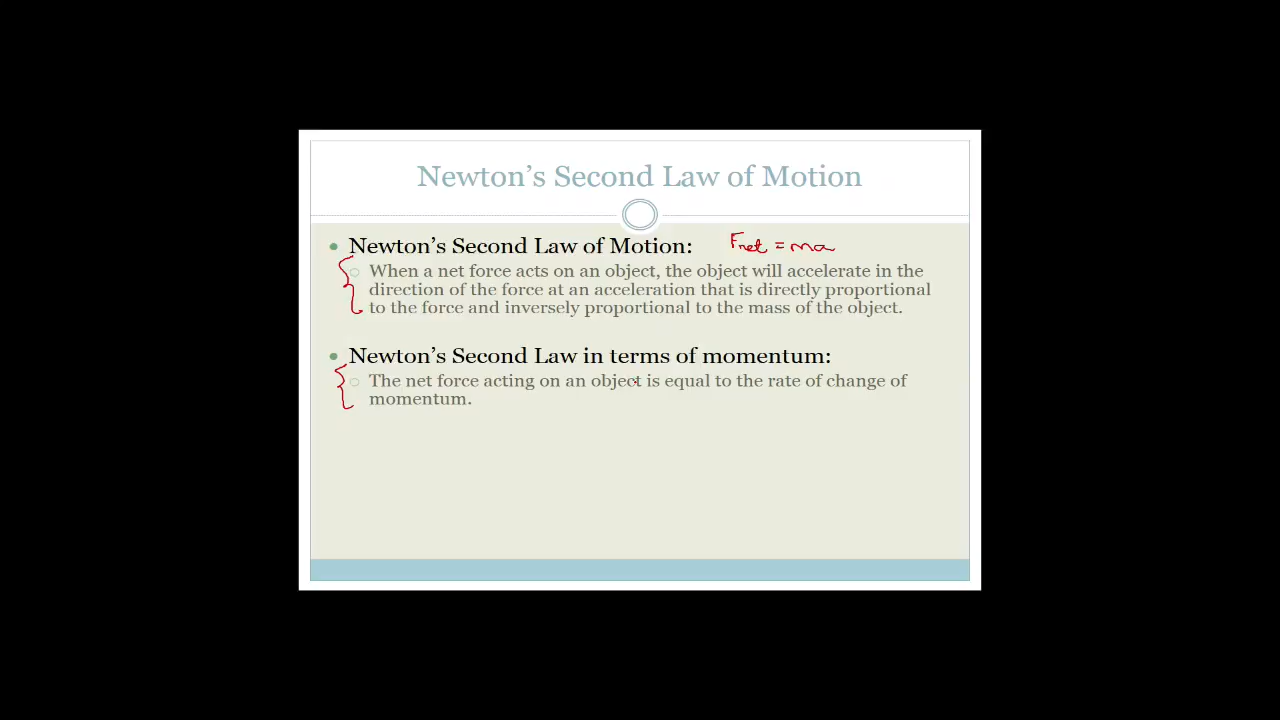 Newton's Second Law of Motion
Newton's Second Law of Motion: Fnet = ma
When a net force acts on an object, the object will accelerate in the
direction of the force at an acceleration that is directly proportional
to the force and inversely proportional to the mass of the object.
Newton's Second Law in terms of momentum:
The net force acting on an object is equal to the rate of change of
momentum.